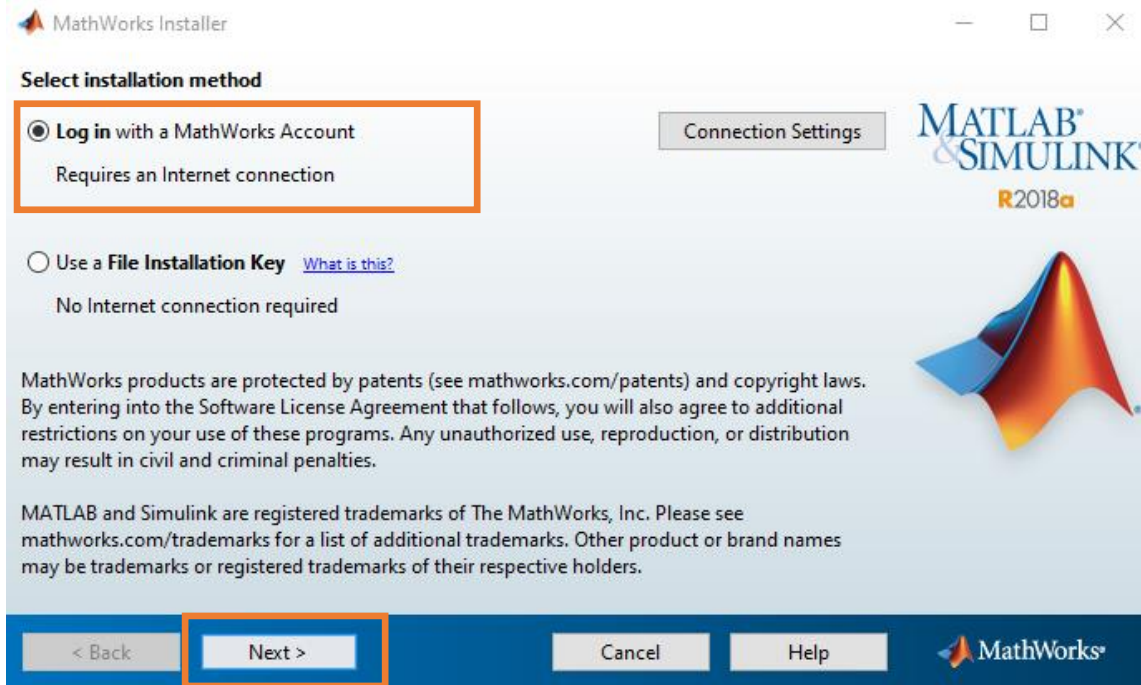 MathWorks Installer
Select installation method
Log in with a MathWorks Account
Connection Settings
Requires an Internet connection
MATLAB®
&SIMULINK®
R2018a
Use a File Installation Key What is this?
No Internet connection required
MathWorks products are protected by patents (see mathworks.com/patents) and copyright laws.
By entering into the Software License Agreement that follows, you will also agree to additional
restrictions on your use of these programs. Any unauthorized use, reproduction, or distribution
may result in civil and criminal penalties.
MATLAB and Simulink are registered trademarks of The MathWorks, Inc. Please see
mathworks.com/trademarks for a list of additional trademarks. Other product or brand names
may be trademarks or registered trademarks of their respective holders.
< Back Next > Cancel Help MathWorks®